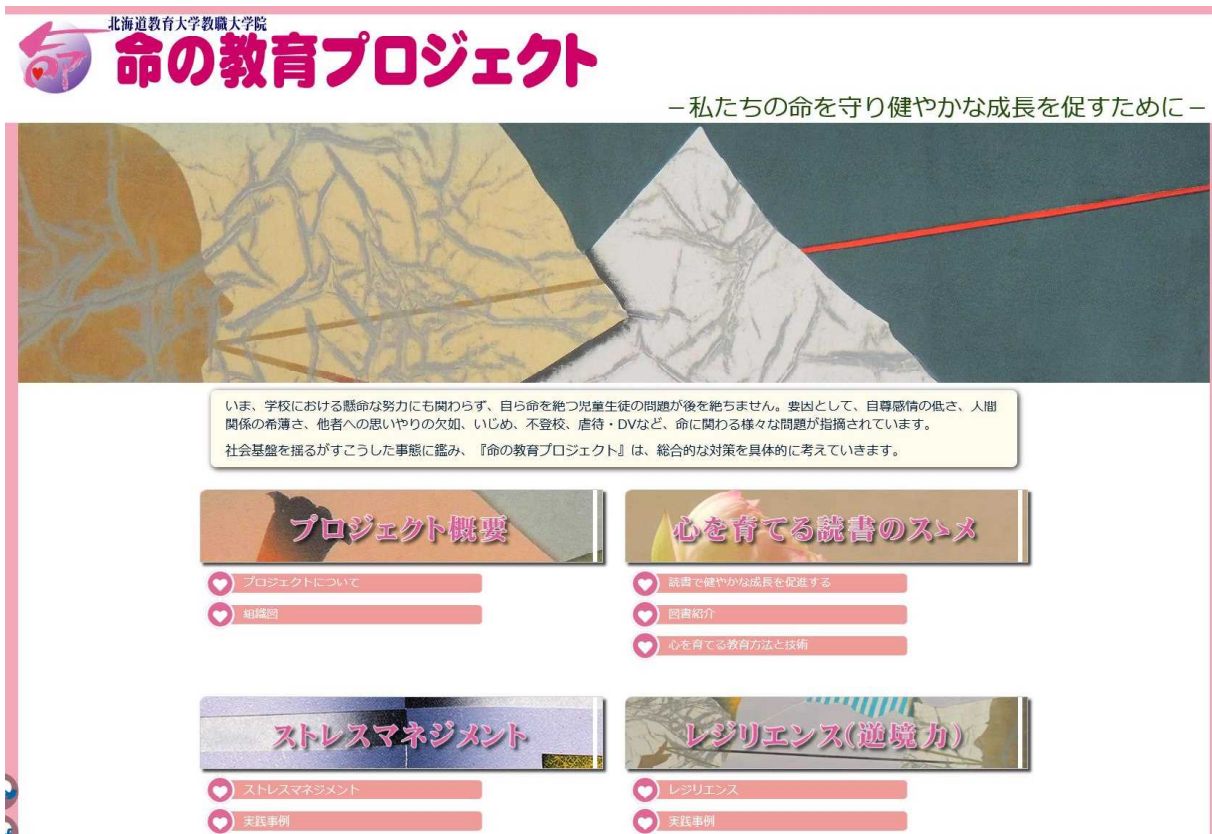 北海道教育大学教職大学院
命
命の教育プロジェクト
－私たちの命を守り健やかな成長を促すために－
いま、学校における懸命な努力にも関わらず、自ら命を絶つ児童生徒の問題が後を絶ちません。要因として、自尊感情の低さ、人間
関係の希薄さ、他者への思いやりの欠如、いじめ、不登校、虐待・DVなど、命に関わる様々な問題が指摘されています。
社会基盤を揺るがすこうした事態に鑑み、『命の教育プロジェクト』は、総合的な対策を具体的に考えていきます。
プロジェクト概要
プロジェクトについて
組織図
心を育てる読書のスゝメ
読書で健やかな成長を促進する
図書紹介
心を育てる教育方法と技術
ストレスマネジメント
ストレスマネジメント
実践事例
レジリエンス(逆境力)
レジリエンス
実践事例